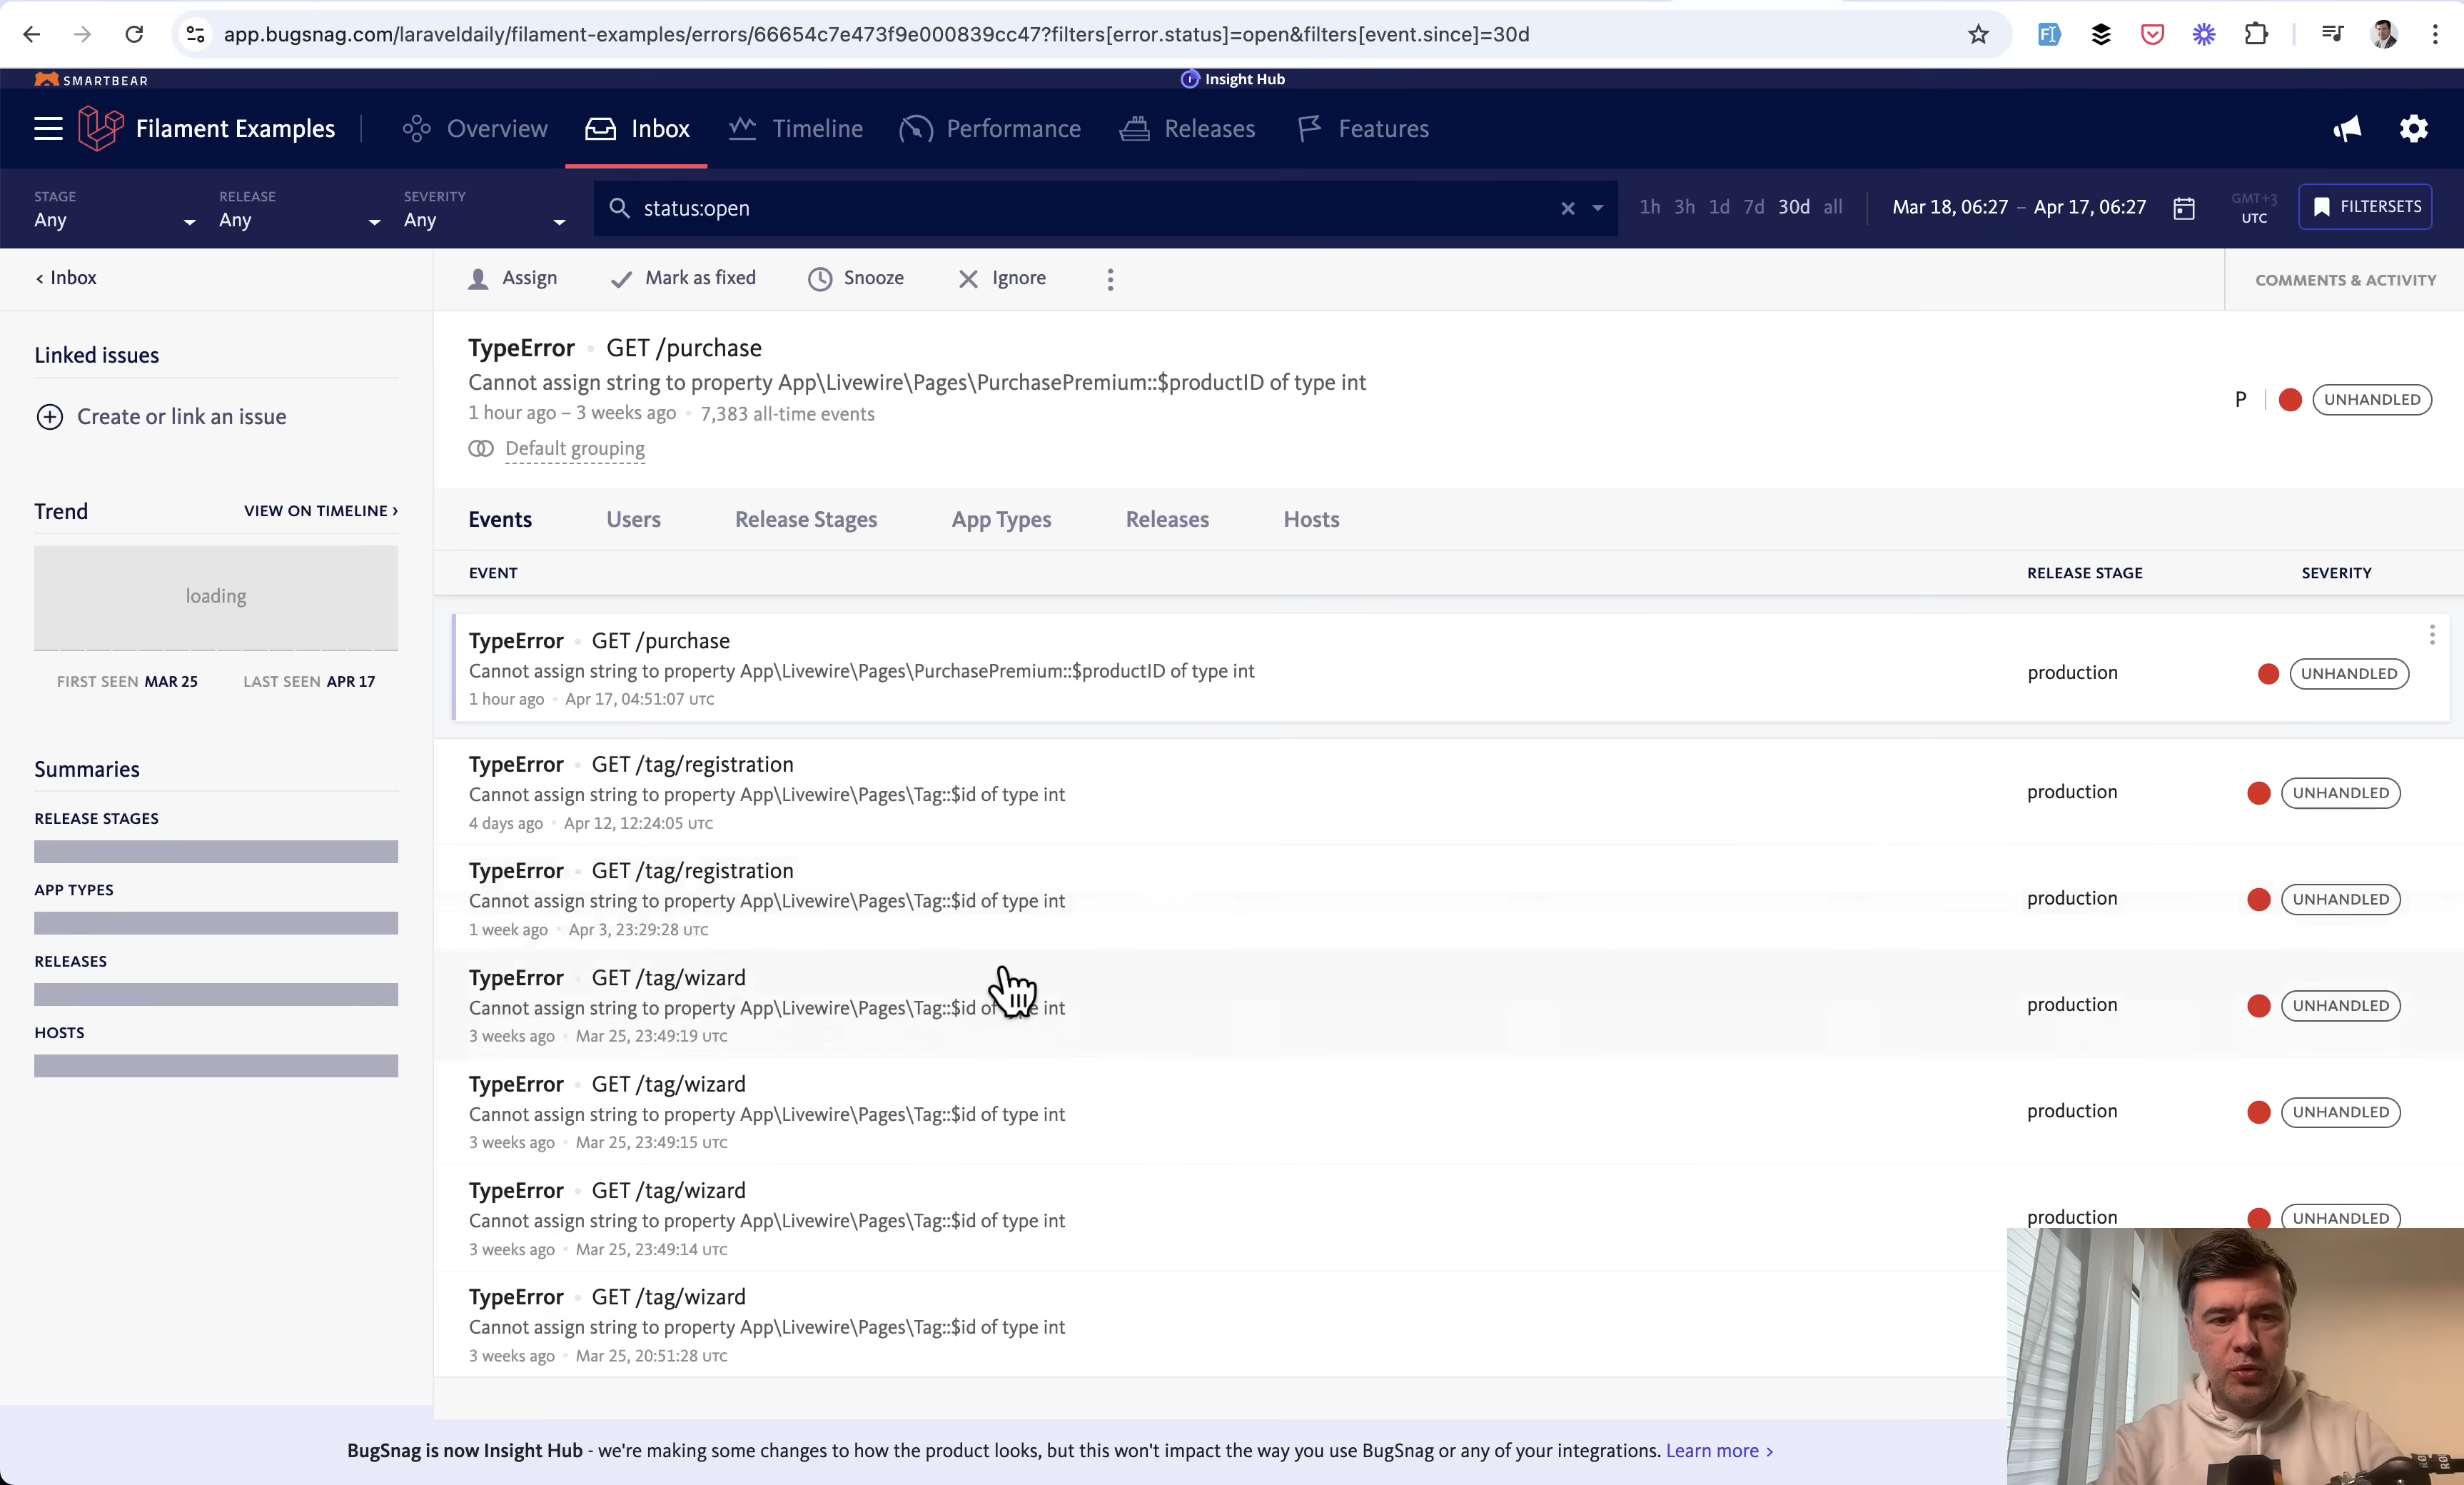 app.bugsnag.com/laraveldaily/filament-examples/errors/66654c7e473f9e000839cc47?filters[error.status]=open&filters[event.since]=30d
SMARTBEAR
Insight Hub
Filament Examples
Overview
Inbox
Timeline
Performance
Releases
Features
STAGE
Any
RELEASE
Any
SEVERITY
Any
status:open
1h 3h 1d 7d 30d all
Mar 18, 06:27 – Apr 17, 06:27
GMT+3
UTC
FILTERSETS
‹ Inbox
Assign
Mark as fixed
Snooze
Ignore
COMMENTS & ACTIVITY
Linked issues
Create or link an issue
Trend
VIEW ON TIMELINE ›
loading
FIRST SEEN MAR 25
LAST SEEN APR 17
Summaries
RELEASE STAGES
APP TYPES
RELEASES
HOSTS
TypeError • GET /purchase
Cannot assign string to property App\Livewire\Pages\PurchasePremium::$productID of type int
1 hour ago – 3 weeks ago • 7,383 all-time events
Default grouping
P
UNHANDLED
Events
Users
Release Stages
App Types
Releases
Hosts
EVENT
RELEASE STAGE
SEVERITY
TypeError • GET /purchase
Cannot assign string to property App\Livewire\Pages\PurchasePremium::$productID of type int
1 hour ago • Apr 17, 04:51:07 UTC
production
UNHANDLED
TypeError • GET /tag/registration
Cannot assign string to property App\Livewire\Pages\Tag::$id of type int
4 days ago • Apr 12, 12:24:05 UTC
production
UNHANDLED
TypeError • GET /tag/registration
Cannot assign string to property App\Livewire\Pages\Tag::$id of type int
1 week ago • Apr 3, 23:29:28 UTC
production
UNHANDLED
TypeError • GET /tag/wizard
Cannot assign string to property App\Livewire\Pages\Tag::$id of type int
3 weeks ago • Mar 25, 23:49:19 UTC
production
UNHANDLED
TypeError • GET /tag/wizard
Cannot assign string to property App\Livewire\Pages\Tag::$id of type int
3 weeks ago • Mar 25, 23:49:15 UTC
production
UNHANDLED
TypeError • GET /tag/wizard
Cannot assign string to property App\Livewire\Pages\Tag::$id of type int
3 weeks ago • Mar 25, 23:49:14 UTC
production
UNHANDLED
TypeError • GET /tag/wizard
Cannot assign string to property App\Livewire\Pages\Tag::$id of type int
3 weeks ago • Mar 25, 20:51:28 UTC
BugSnag is now Insight Hub - we're making some changes to how the product looks, but this won't impact the way you use BugSnag or any of your integrations. Learn more ›